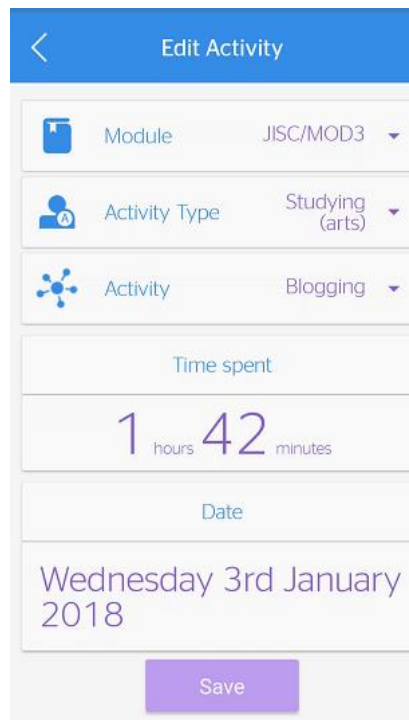 Edit Activity
Module JISC/MOD3
Activity Type Studying (arts)
Activity Blogging
Time spent
1 hours 42 minutes
Date
Wednesday 3rd January
2018
Save